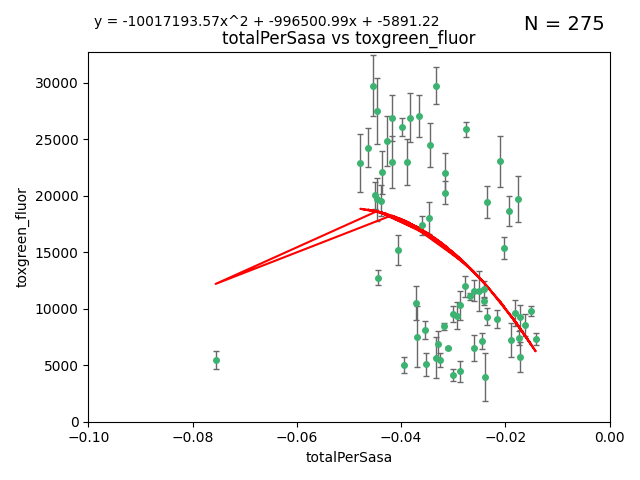 y = -10017193.57x^2 + -996500.99x + -5891.22
N = 275
totalPerSasa vs toxgreen_fluor
toxgreen_fluor
30000
25000
20000
15000
10000
5000
0
−0.10
−0.08
−0.06
−0.04
−0.02
0.00
totalPerSasa